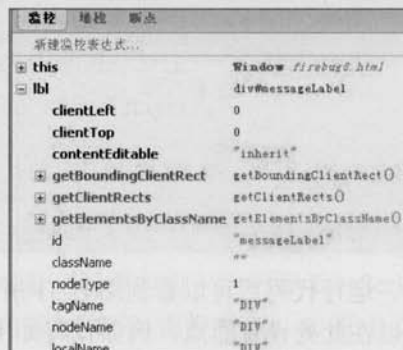 监控 堆栈 断点
新建监控表达式...
this Window firebug8.html
lbl div#messageLabel
clientLeft 0
clientTop 0
contentEditable "inherit"
getBoundingClientRect getBoundingClientRect()
getClientRects getClientRects()
getElementsByClassName getElementsByClassName()
id "messageLabel"
className ""
nodeType 1
tagName "DIV"
nodeName "DIV"
localName "DIV"